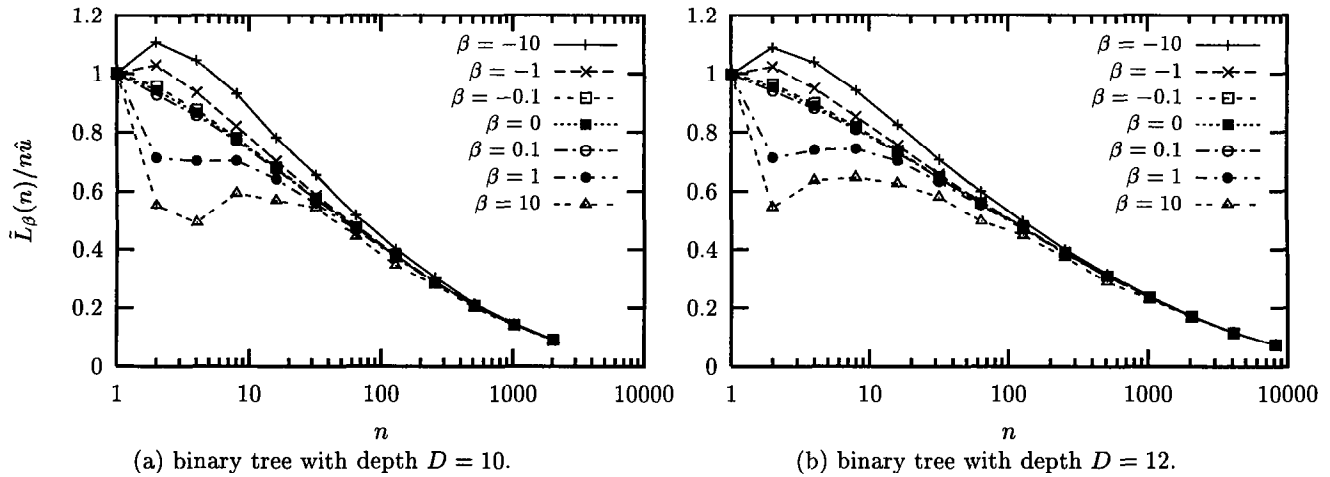 1.2
1
0.8
0.6
0.4
0.2
0
1
10
100
1000
10000
L̃β(n)/nû
n
β = −10
β = −1
β = −0.1
β = 0
β = 0.1
β = 1
β = 10
(a) binary tree with depth D = 10.
1.2
1
0.8
0.6
0.4
0.2
0
1
10
100
1000
10000
n
β = −10
β = −1
β = −0.1
β = 0
β = 0.1
β = 1
β = 10
(b) binary tree with depth D = 12.